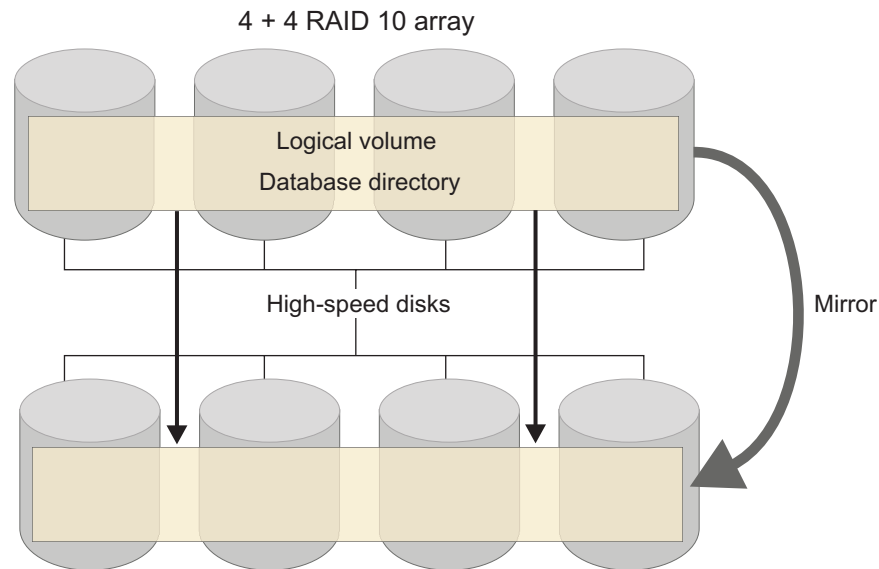 4 + 4 RAID 10 array
Logical volume
Database directory
High-speed disks
Mirror